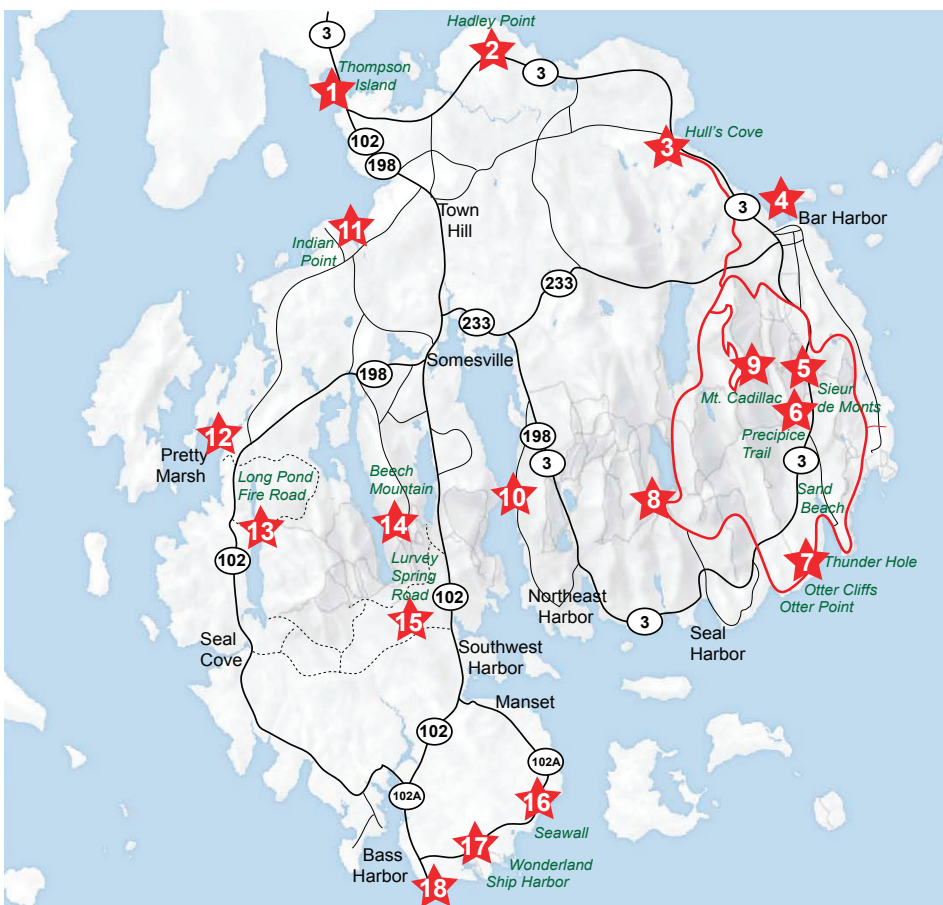 3
Hadley Point
2
Thompson
Island
3
1
102
198
Hull's Cove
3
4
3
Bar Harbor
Town
Hill
11
Indian
Point
233
233
Somesville
198
9
5
Mt. Cadillac
Sieur
de Monts
6
12
Pretty
Marsh
198
3
Precipice
Trail
3
Long Pond
Fire Road
Beech
Mountain
10
8
Sand
Beach
13
14
102
Lurvey
Spring
Road
7
Thunder Hole
Otter Cliffs
Otter Point
102
Northeast
Harbor
15
3
Seal
Harbor
Seal
Cove
Southwest
Harbor
Manset
102
102A
102A
16
Seawall
17
Bass
Harbor
Wonderland
Ship Harbor
18